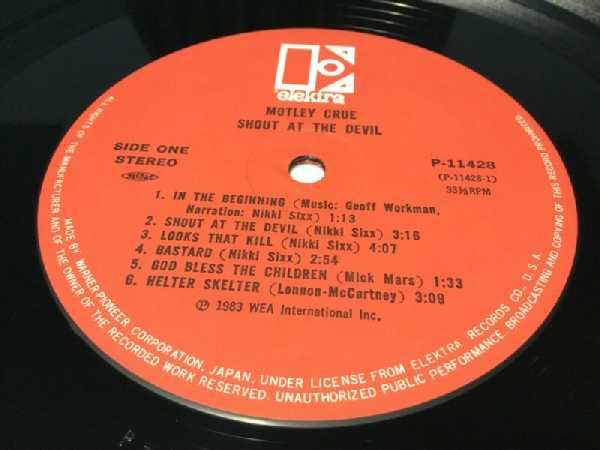 elektra
MOTLEY CRUE
SHOUT AT THE DEVIL
SIDE ONE
STEREO
P-11428
(P-11428-1)
33⅓RPM
1. IN THE BEGINNING (Music: Geoff Workman,
Narration: Nikki Sixx) 1:13
2. SHOUT AT THE DEVIL (Nikki Sixx) 3:16
3. LOOKS THAT KILL (Nikki Sixx) 4:07
4. BASTARD (Nikki Sixx) 2:54
5. GOD BLESS THE CHILDREN (Mick Mars) 1:33
6. HELTER SKELTER (Lennon-McCartney) 3:09
℗ 1983 WEA International Inc.
MADE BY WARNER-PIONEER CORPORATION, JAPAN, UNDER LICENSE FROM ELEKTRA RECORDS CO., U.S.A.
ALL RIGHTS OF THE MANUFACTURER AND OF THE OWNER OF THE RECORDED WORK RESERVED. UNAUTHORIZED PUBLIC PERFORMANCE, BROADCASTING AND COPYING OF THIS RECORD PROHIBITED